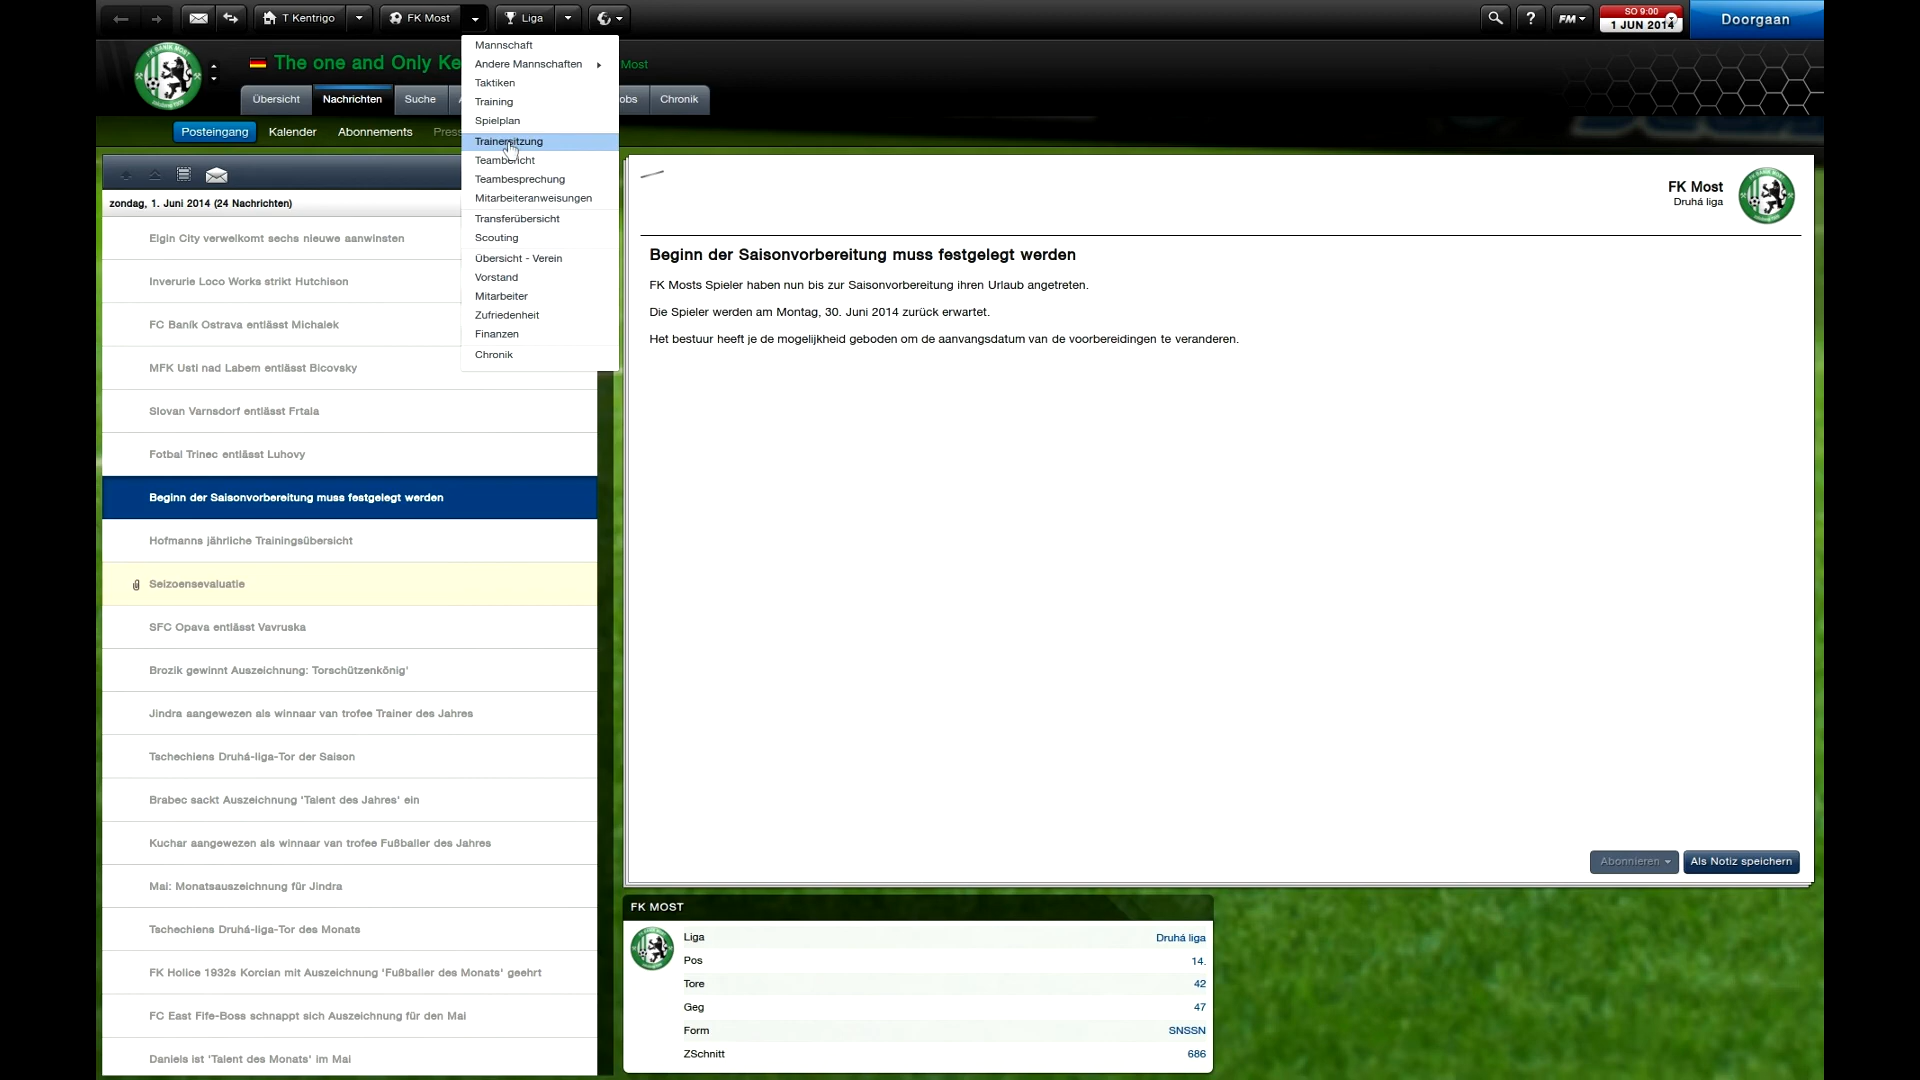 T Kentrigo
FK Most
Liga
?
FM
SO 9:00
1 JUN 2014
Doorgaan
The one and Only Ke
Most
Übersicht
Nachrichten
Suche
obs
Chronik
Posteingang
Kalender
Abonnements
Press
Mannschaft
Andere Mannschaften
Taktiken
Training
Spielplan
Trainersitzung
Teambericht
Teambesprechung
Mitarbeiteranweisungen
Transferübersicht
Scouting
Übersicht - Verein
Vorstand
Mitarbeiter
Zufriedenheit
Finanzen
Chronik
zondag, 1. Juni 2014 (24 Nachrichten)
Elgin City verwelkomt sechs nieuwe aanwinsten
Inverurie Loco Works strikt Hutchison
FC Baník Ostrava entlässt Michalek
MFK Usti nad Labem entlässt Bicovsky
Slovan Varnsdorf entlässt Frtala
Fotbal Trinec entlässt Luhovy
Beginn der Saisonvorbereitung muss festgelegt werden
Hofmanns jährliche Trainingsübersicht
Seizoensevaluatie
SFC Opava entlässt Vavruska
Brozik gewinnt Auszeichnung: Torschützenkönig'
Jindra aangewezen als winnaar van trofee Trainer des Jahres
Tschechiens Druhá-liga-Tor der Saison
Brabec sackt Auszeichnung 'Talent des Jahres' ein
Kuchar aangewezen als winnaar van trofee Fußballer des Jahres
Mai: Monatsauszeichnung für Jindra
Tschechiens Druhá-liga-Tor des Monats
FK Holice 1932s Korcian mit Auszeichnung 'Fußballer des Monats' geehrt
FC East Fife-Boss schnappt sich Auszeichnung für den Mai
Daniels ist 'Talent des Monats' im Mai
FK Most
Druhá liga
Beginn der Saisonvorbereitung muss festgelegt werden
FK Mosts Spieler haben nun bis zur Saisonvorbereitung ihren Urlaub angetreten.
Die Spieler werden am Montag, 30. Juni 2014 zurück erwartet.
Het bestuur heeft je de mogelijkheid geboden om de aanvangsdatum van de voorbereidingen te veranderen.
Abonnieren
Als Notiz speichern
FK MOST
Liga Druhá liga
Pos 14.
Tore 42
Geg 47
Form SNSSN
ZSchnitt 686